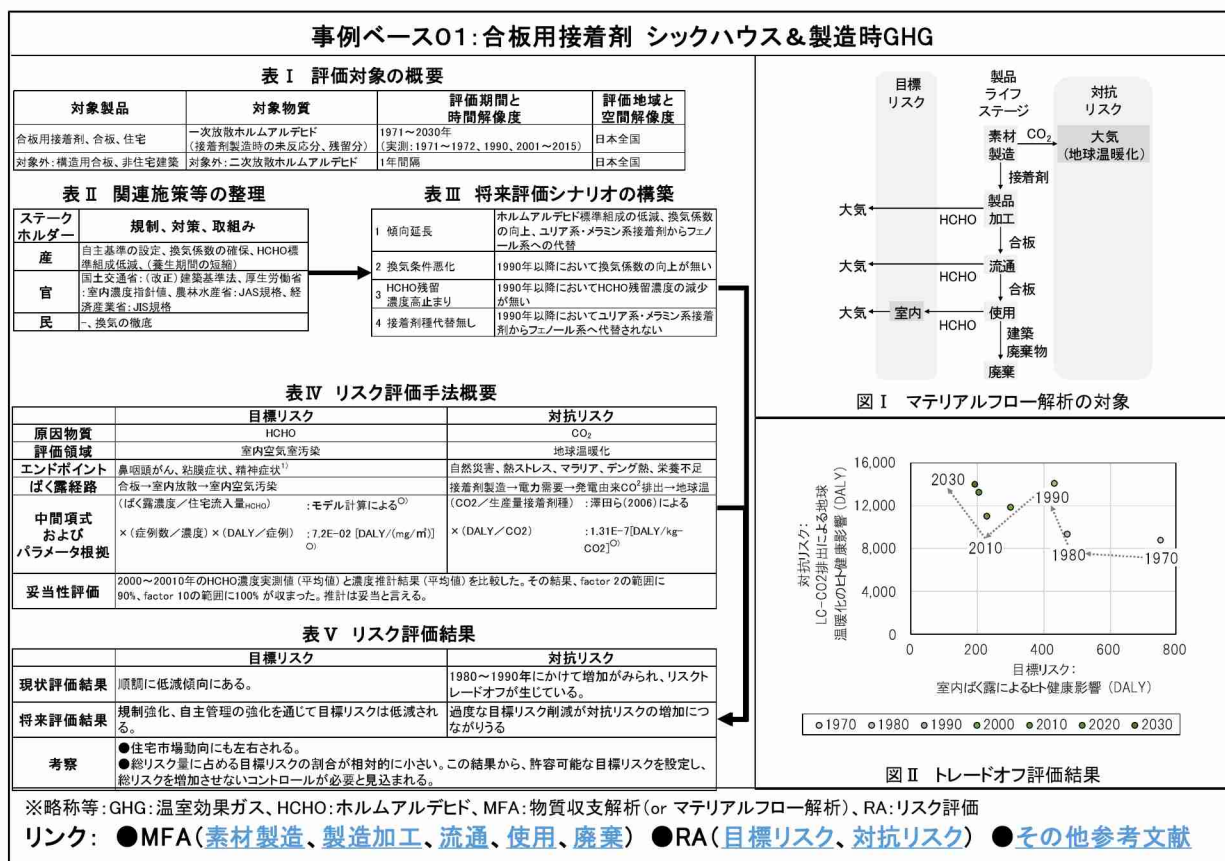 事例ベース01:合板用接着剤 シックハウス&製造時GHG
表Ⅰ 評価対象の概要
対象製品 対象物質 評価期間と時間解像度 評価地域と空間解像度
合板用接着剤、合板、住宅 一次放散ホルムアルデヒド(接着剤製造時の未反応分、残留分) 1971~2030年(実測:1971~1972、1990、2001~2015) 日本全国
対象外:構造用合板、非住宅建築 対象外:二次放散ホルムアルデヒド 1年間隔 日本全国
表Ⅱ 関連施策等の整理
ステークホルダー 規制、対策、取組み
産 自主基準の設定、換気係数の確保、HCHO標準組成低減、(養生期間の短縮)
官 国土交通省:(改正)建築基準法、厚生労働省:室内濃度指針値、農林水産省:JAS規格、経済産業省:JIS規格
民 -、換気の徹底
表Ⅲ 将来評価シナリオの構築
1 傾向延長 ホルムアルデヒド標準組成の低減、換気係数の向上、ユリア系・メラミン系接着剤からフェノール系への代替
2 換気条件悪化 1990年以降において換気係数の向上が無い
3 HCHO残留濃度高止まり 1990年以降においてHCHO残留濃度の減少が無い
4 接着剤種代替無し 1990年以降においてユリア系・メラミン系接着剤からフェノール系へ代替されない
表Ⅳ リスク評価手法概要
目標リスク 対抗リスク
原因物質 HCHO CO₂
評価領域 室内空気室汚染 地球温暖化
エンドポイント 鼻咽頭がん、粘膜症状、精神症状¹⁾ 自然災害、熱ストレス、マラリア、デング熱、栄養不足
ばく露経路 合板→室内放散→室内空気汚染 接着剤製造→電力需要→発電由来CO²排出→地球温
中間項式およびパラメータ根拠
(ばく露濃度/住宅流入量HCHO) :モデル計算による○)
×(症例数/濃度)×(DALY/症例) :7.2E-02 [DALY/(mg/㎥)]○)
(CO2/生産量接着剤種) :澤田ら(2006)による
×(DALY/CO2) :1.31E-7[DALY/kg-CO2]○)
妥当性評価 2000~20010年のHCHO濃度実測値(平均値)と濃度推計結果(平均値)を比較した。その結果、factor 2の範囲に90%、factor 10の範囲に100%が収まった。推計は妥当と言える。
表Ⅴ リスク評価結果
目標リスク 対抗リスク
現状評価結果 順調に低減傾向にある。 1980~1990年にかけて増加がみられ、リスクトレードオフが生じている。
将来評価結果 規制強化、自主管理の強化を通じて目標リスクは低減される。 過度な目標リスク削減が対抗リスクの増加につながりうる
考察
●住宅市場動向にも左右される。
●総リスク量に占める目標リスクの割合が相対的に小さい。この結果から、許容可能な目標リスクを設定し、総リスクを増加させないコントロールが必要と見込まれる。
目標リスク
製品ライフステージ
対抗リスク
素材製造
CO₂
大気(地球温暖化)
接着剤
大気
HCHO
製品加工
合板
大気
HCHO
流通
合板
大気
室内
HCHO
使用
建築廃棄物
廃棄
図Ⅰ マテリアルフロー解析の対象
対抗リスク:
LC-CO2排出による地球
温暖化のヒト健康影響(DALY)
16,000
12,000
8,000
4,000
0
2030
1990
2010
1980
1970
0 200 400 600 800
目標リスク:
室内ばく露によるヒト健康影響(DALY)
1970 1980 1990 2000 2010 2020 2030
図Ⅱ トレードオフ評価結果
※略称等:GHG:温室効果ガス、HCHO:ホルムアルデヒド、MFA:物質収支解析(or マテリアルフロー解析)、RA:リスク評価
リンク: ●MFA(素材製造、製造加工、流通、使用、廃棄) ●RA(目標リスク、対抗リスク) ●その他参考文献